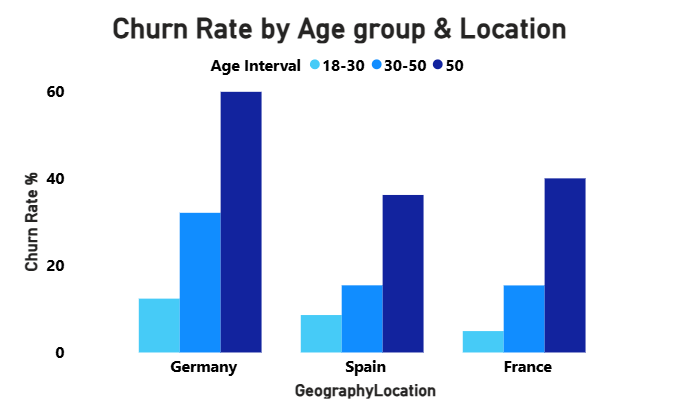 Churn Rate by Age group & Location
Age Interval 18-30 30-50 50
60
40
20
0
Churn Rate %
Germany Spain France
GeographyLocation